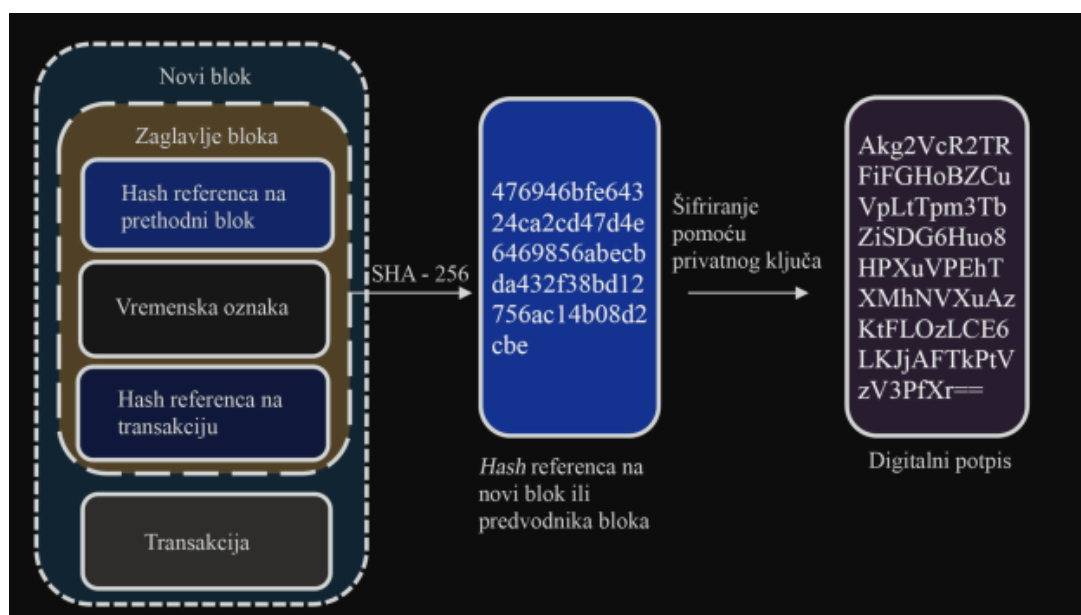 Novi blok
Zaglavlje bloka
Hash referenca na
prethodni blok
Vremenska oznaka
Hash referenca na
transakciju
Transakcija
SHA - 256
476946bfe643
24ca2cd47d4e
6469856abecb
da432f38bd12
756ac14b08d2
cbe
Hash referenca na
novi blok ili
predvodnika bloka
Šifriranje
pomoću
privatnog ključa
Akg2VcR2TR
FiFGHoBZCu
VpLtTpm3Tb
ZiSDG6Huo8
HPXuVPEhT
XMhNVXuAz
KtFLOzLCE6
LKJjAFTkPtV
zV3PfXr==
Digitalni potpis